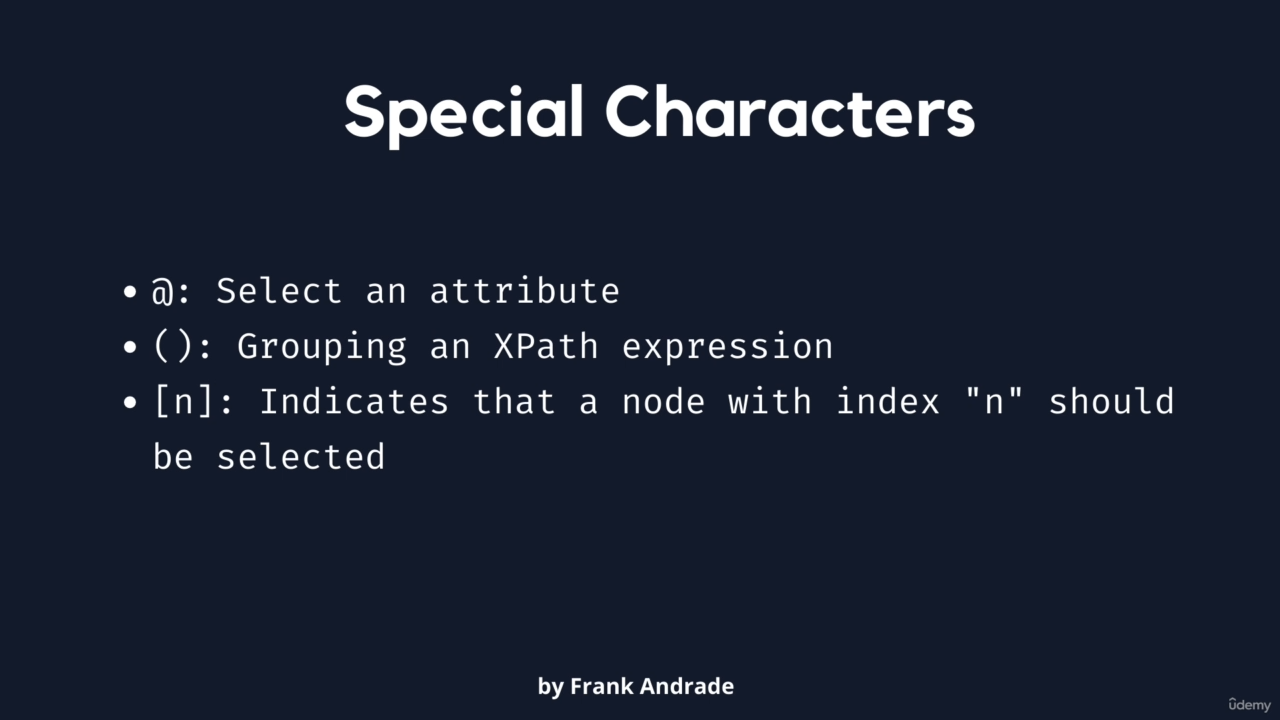 Special Characters
• @: Select an attribute
• (): Grouping an XPath expression
• [n]: Indicates that a node with index "n" should
be selected
by Frank Andrade
ûdemy